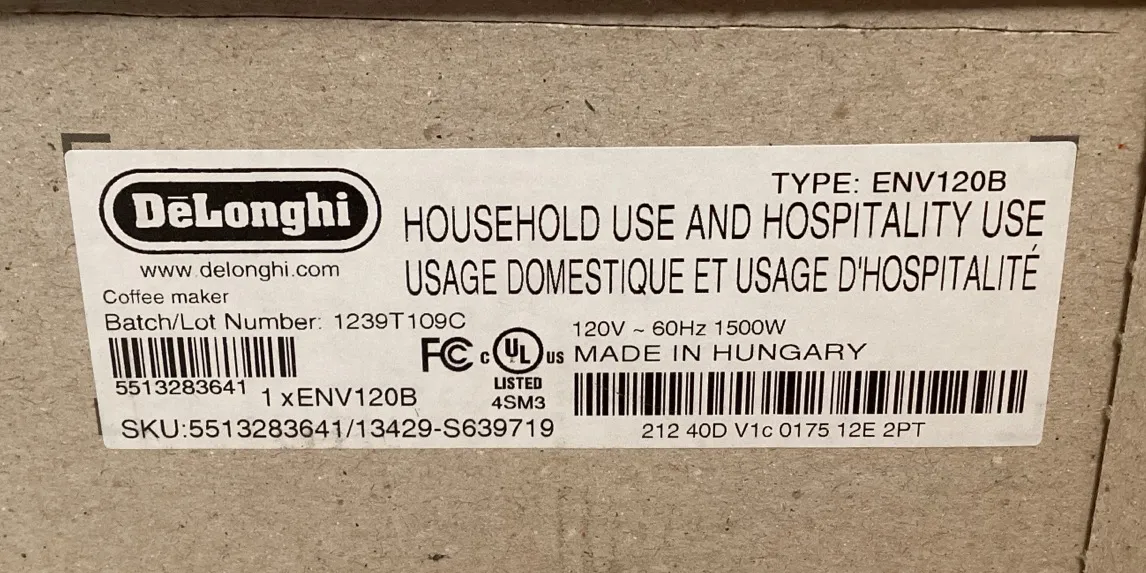 DēLonghi
www.delonghi.com
TYPE: ENV120B
HOUSEHOLD USE AND HOSPITALITY USE
USAGE DOMESTIQUE ET USAGE D'HOSPITALITÉ
Coffee maker
Batch/Lot Number: 1239T109C
5513283641
1 xENV120B
FC
c UL us
LISTED
4SM3
120V ~ 60Hz 1500W
MADE IN HUNGARY
SKU:5513283641/13429-S639719
212 40D V1c 0175 12E 2PT